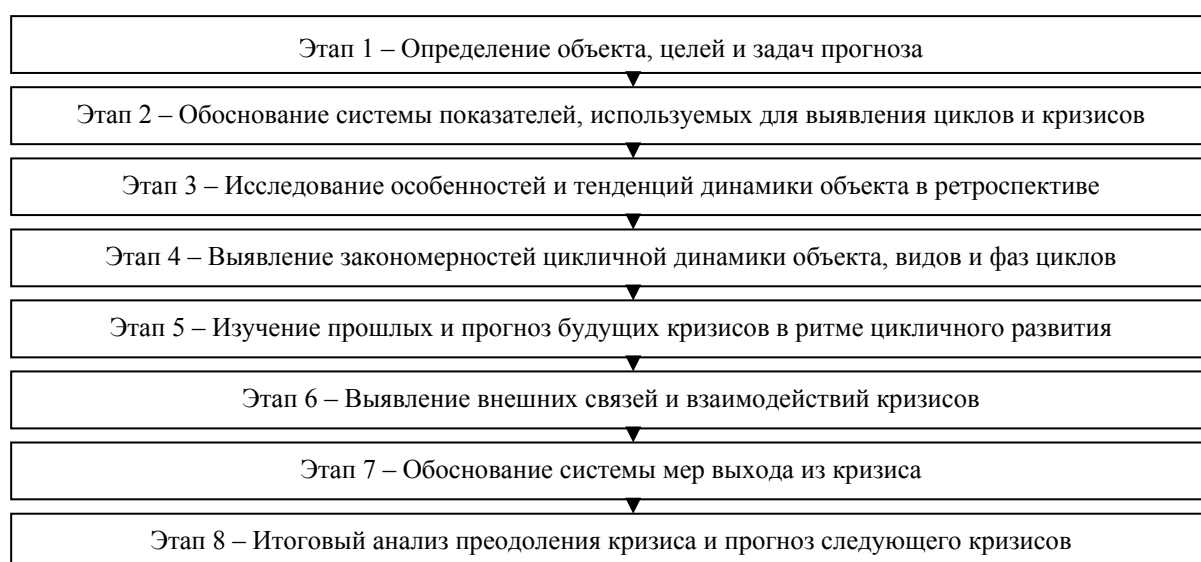 Этап 1 – Определение объекта, целей и задач прогноза
Этап 2 – Обоснование системы показателей, используемых для выявления циклов и кризисов
Этап 3 – Исследование особенностей и тенденций динамики объекта в ретроспективе
Этап 4 – Выявление закономерностей цикличной динамики объекта, видов и фаз циклов
Этап 5 – Изучение прошлых и прогноз будущих кризисов в ритме цикличного развития
Этап 6 – Выявление внешних связей и взаимодействий кризисов
Этап 7 – Обоснование системы мер выхода из кризиса
Этап 8 – Итоговый анализ преодоления кризиса и прогноз следующего кризисов